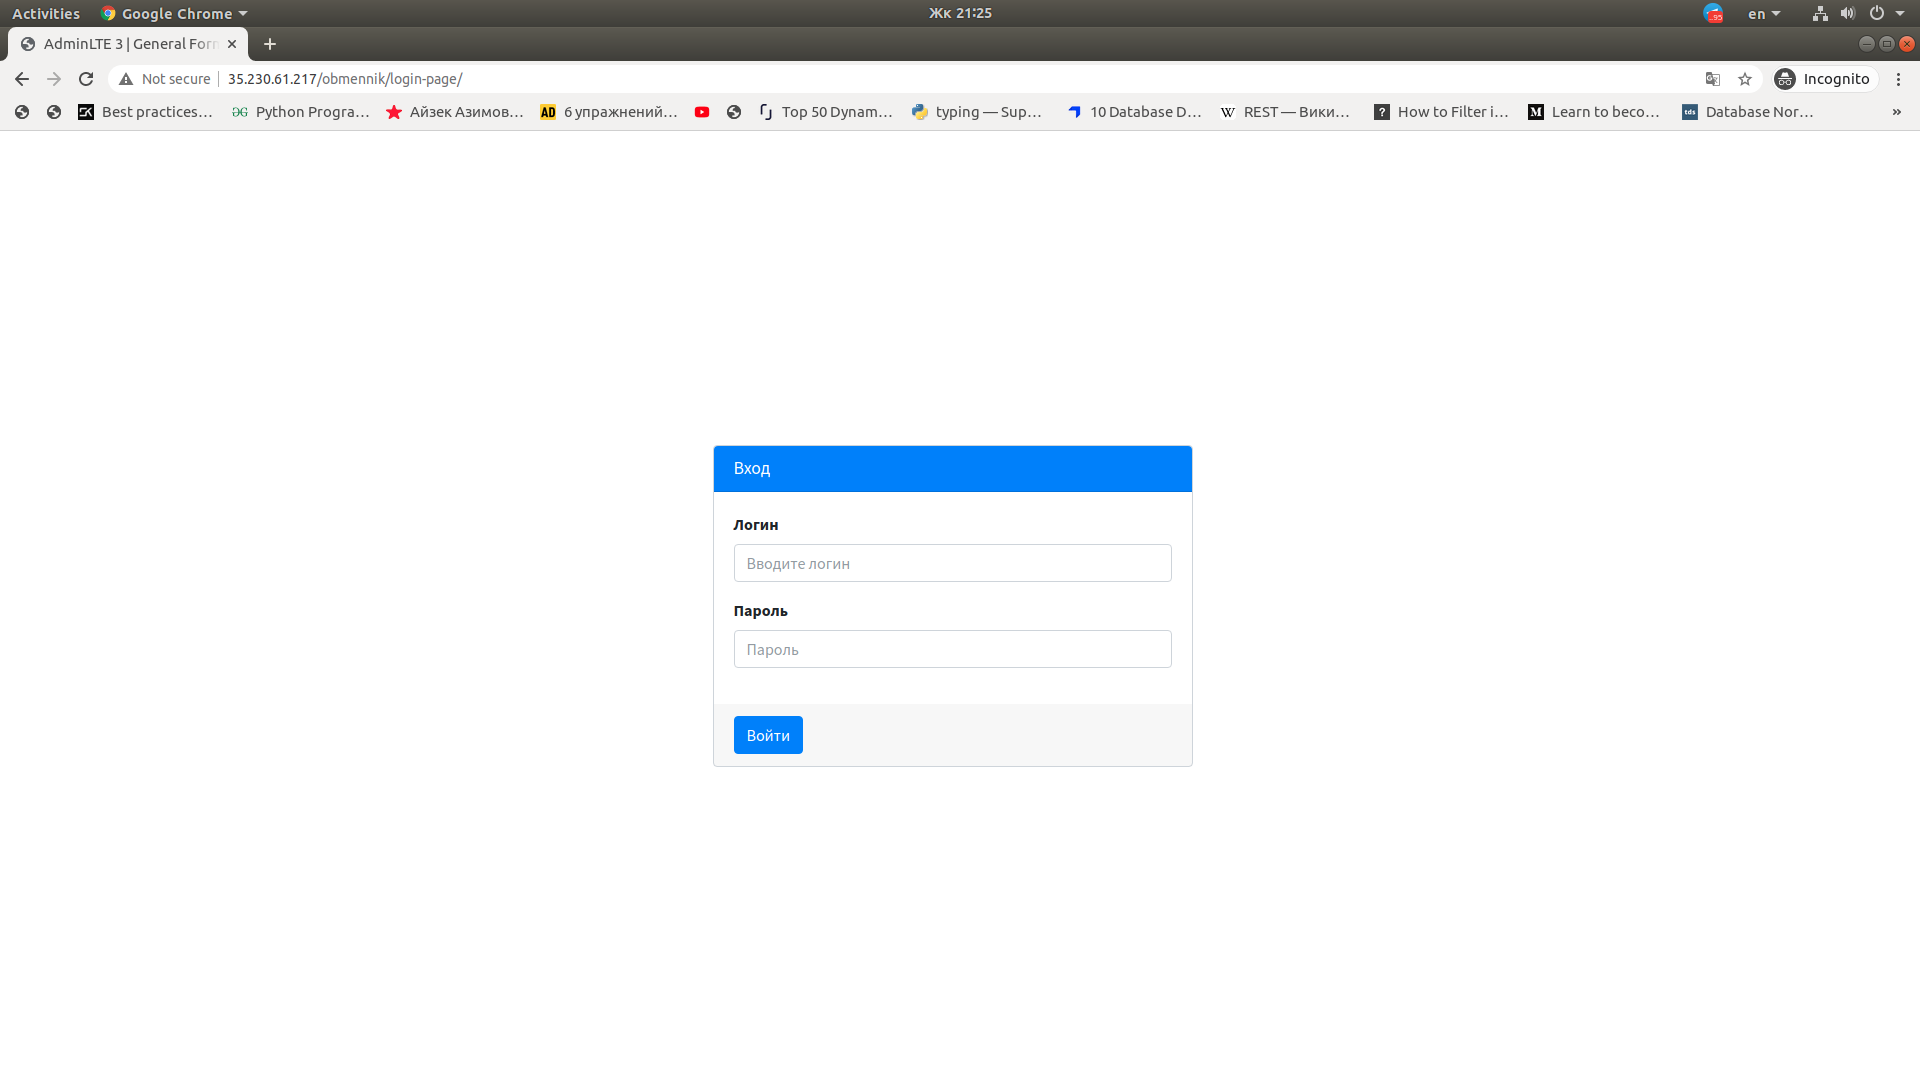 Activities Google Chrome Жк 21:25 en
AdminLTE 3 | General Forn
Not secure 35.230.61.217/obmennik/login-page/ Incognito
Best practices… Python Progra… Айзек Азимов… 6 упражнений… Top 50 Dynam… typing — Sup… 10 Database D… REST — Вики… How to Filter i… Learn to beco… Database Nor… »
Вход
Логин
Вводите логин
Пароль
Пароль
Войти